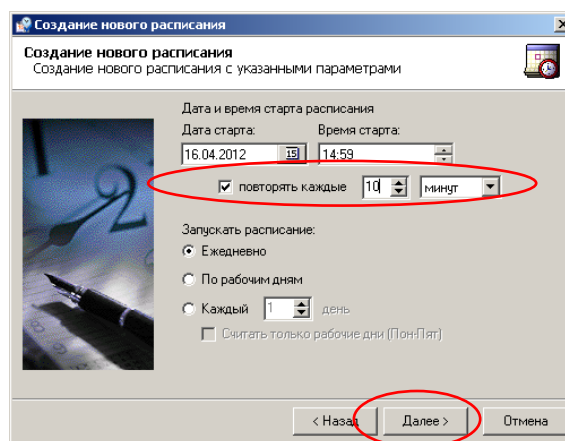 Создание нового расписания
Создание нового расписания
Создание нового расписания с указанными параметрами
Дата и время старта расписания
Дата старта: Время старта:
16.04.2012 15 14:59
повторять каждые 10 минут
Запускать расписание:
Ежедневно
По рабочим дням
Каждый 1 день
Считать только рабочие дни (Пон-Пят)
< Назад Далее > Отмена